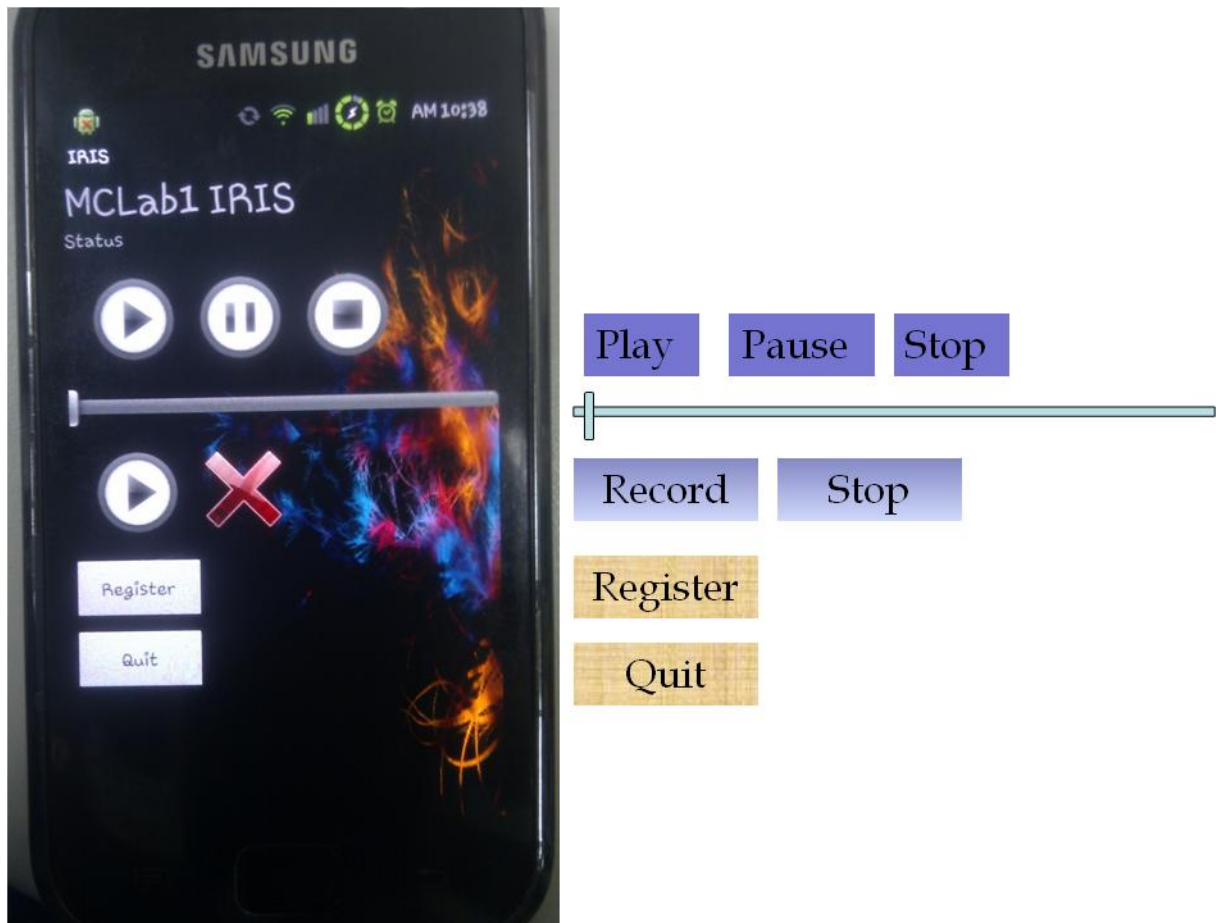 SAMSUNG
AM 10:38
IRIS
MCLab1 IRIS
Status
Register
Quit
Play Pause Stop
Record Stop
Register
Quit